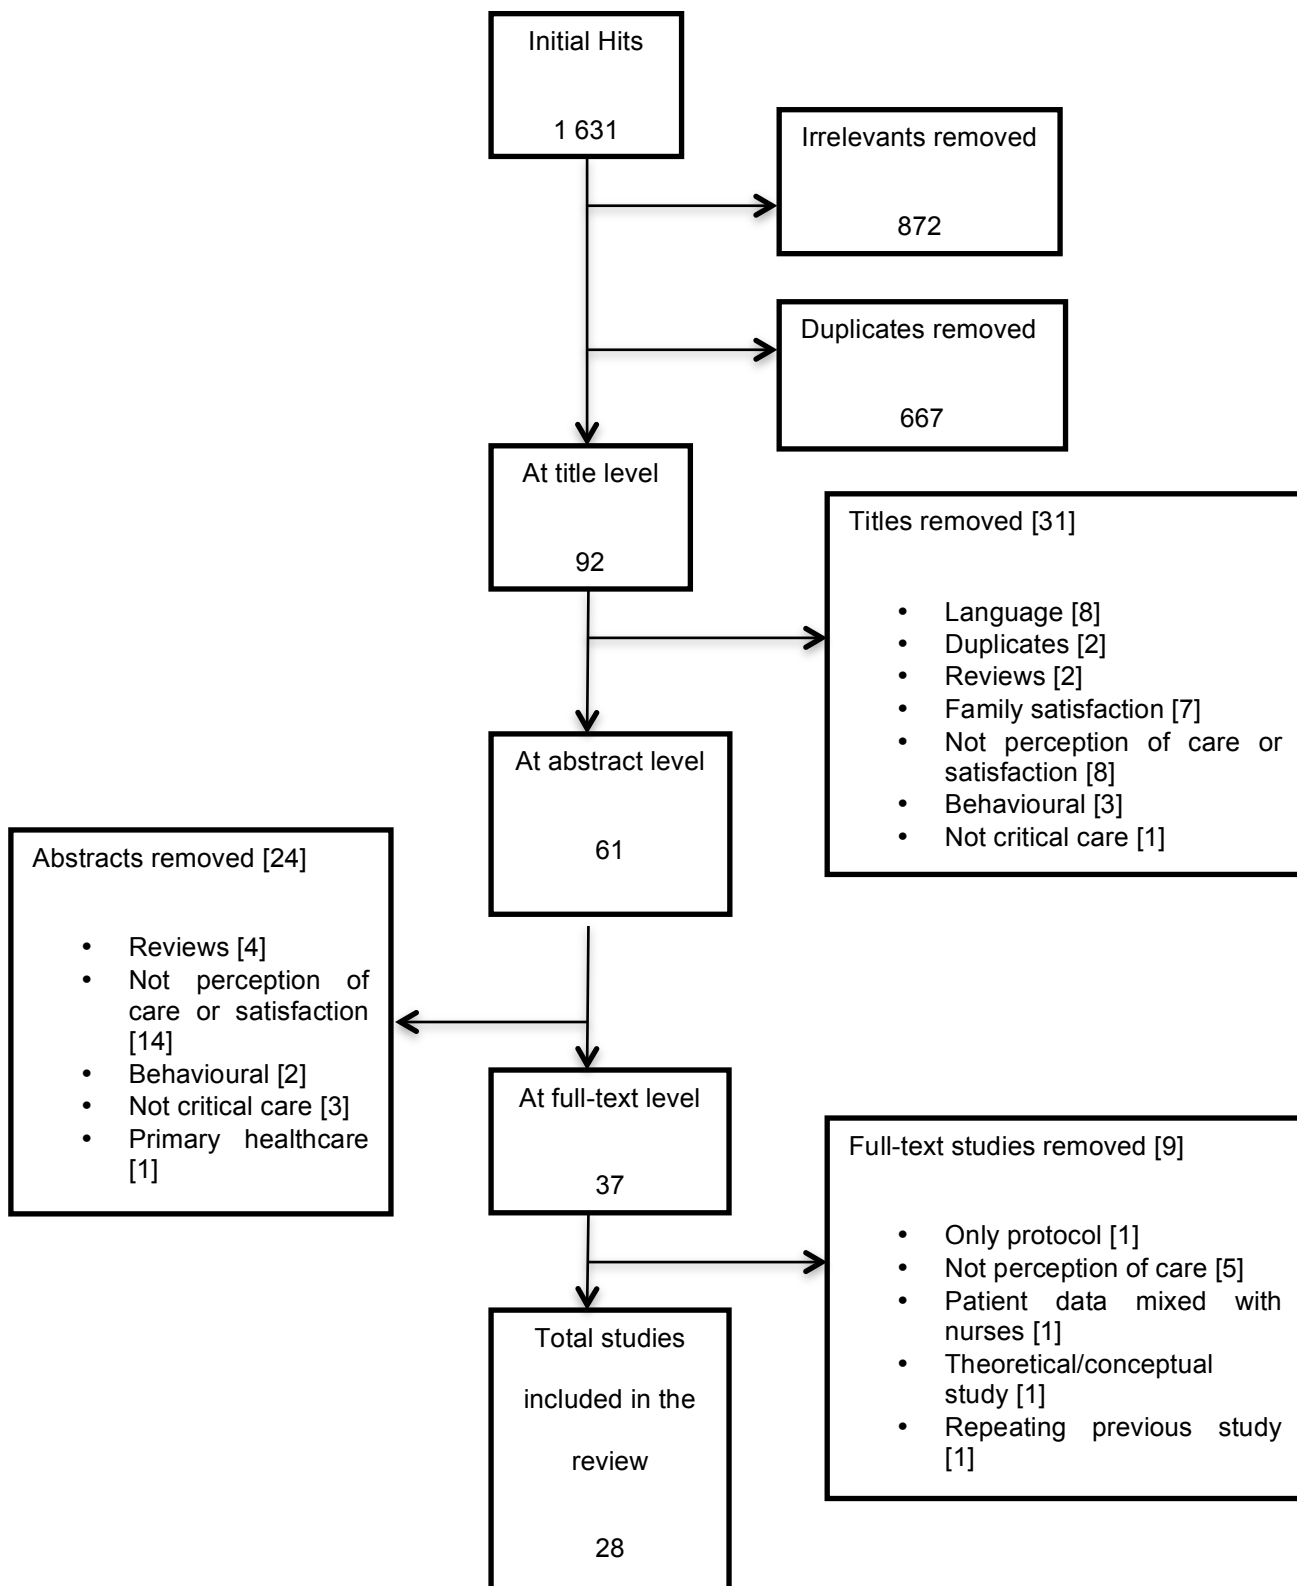 Initial Hits
1 631
Irrelevants removed
872
Duplicates removed
667
At title level
92
Titles removed [31]
• Language [8]
• Duplicates [2]
• Reviews [2]
• Family satisfaction [7]
• Not perception of care or
satisfaction [8]
• Behavioural [3]
• Not critical care [1]
At abstract level
61
Abstracts removed [24]
• Reviews [4]
• Not perception of
care or satisfaction
[14]
• Behavioural [2]
• Not critical care [3]
• Primary healthcare
[1]
At full-text level
37
Full-text studies removed [9]
• Only protocol [1]
• Not perception of care [5]
• Patient data mixed with
nurses [1]
• Theoretical/conceptual
study [1]
• Repeating previous study
[1]
Total studies
included in the
review
28